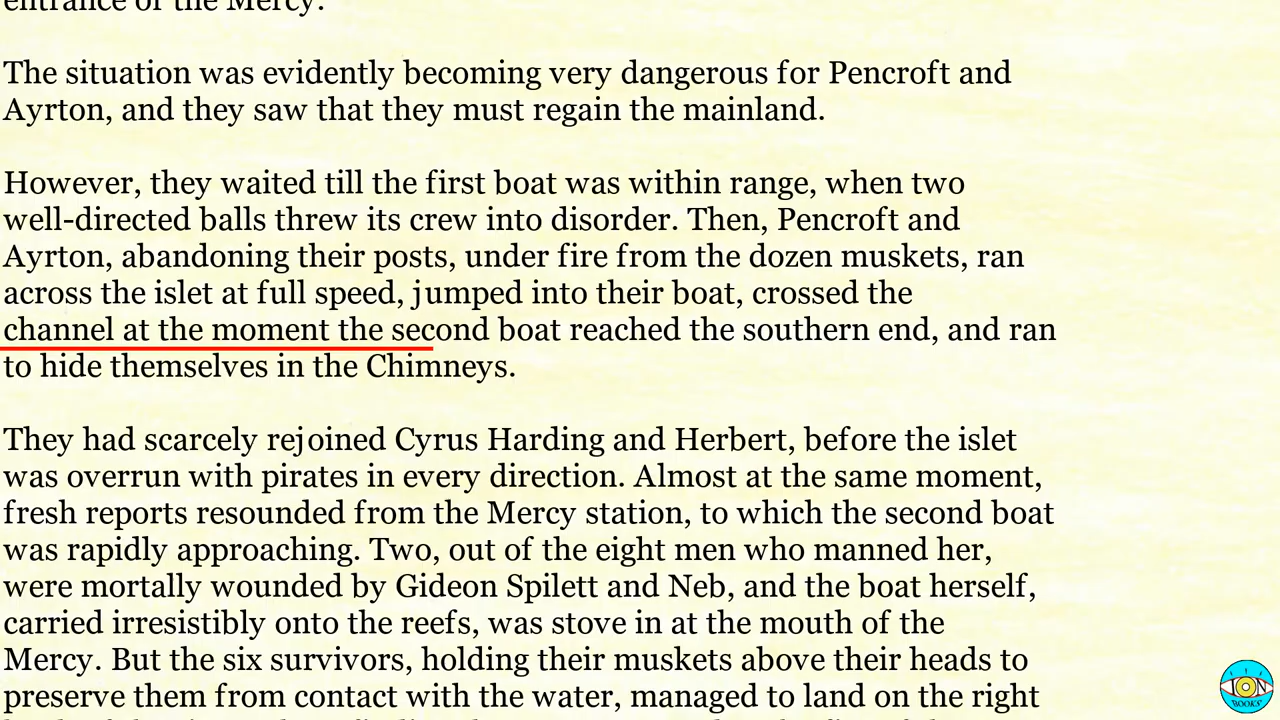 entrance of the Mercy.
The situation was evidently becoming very dangerous for Pencroft and
Ayrton, and they saw that they must regain the mainland.
However, they waited till the first boat was within range, when two
well-directed balls threw its crew into disorder. Then, Pencroft and
Ayrton, abandoning their posts, under fire from the dozen muskets, ran
across the islet at full speed, jumped into their boat, crossed the
channel at the moment the second boat reached the southern end, and ran
to hide themselves in the Chimneys.
They had scarcely rejoined Cyrus Harding and Herbert, before the islet
was overrun with pirates in every direction. Almost at the same moment,
fresh reports resounded from the Mercy station, to which the second boat
was rapidly approaching. Two, out of the eight men who manned her,
were mortally wounded by Gideon Spilett and Neb, and the boat herself,
carried irresistibly onto the reefs, was stove in at the mouth of the
Mercy. But the six survivors, holding their muskets above their heads to
preserve them from contact with the water, managed to land on the right
ION
BOOKS